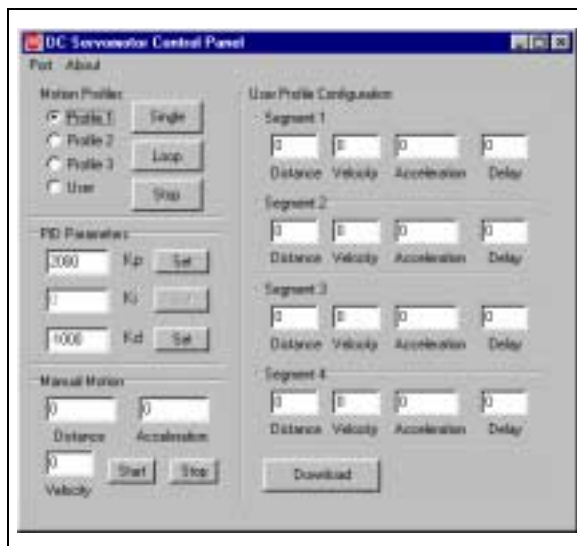 DC Servomotor Control Panel
Port About
Motion Profiles
Profile 1
Single
Profile 2
Profile 3
Loop
User
Stop
PID Parameters
Kp Set
0 Ki
Kd Set
Manual Motion
0 0
Distance Acceleration
0 Start Stop
Velocity
User Profile Configuration
Segment 1
0 0 0 0
Distance Velocity Acceleration Delay
Segment 2
0 0 0 0
Distance Velocity Acceleration Delay
Segment 3
0 0 0 0
Distance Velocity Acceleration Delay
Segment 4
0 0 0 0
Distance Velocity Acceleration Delay
Download